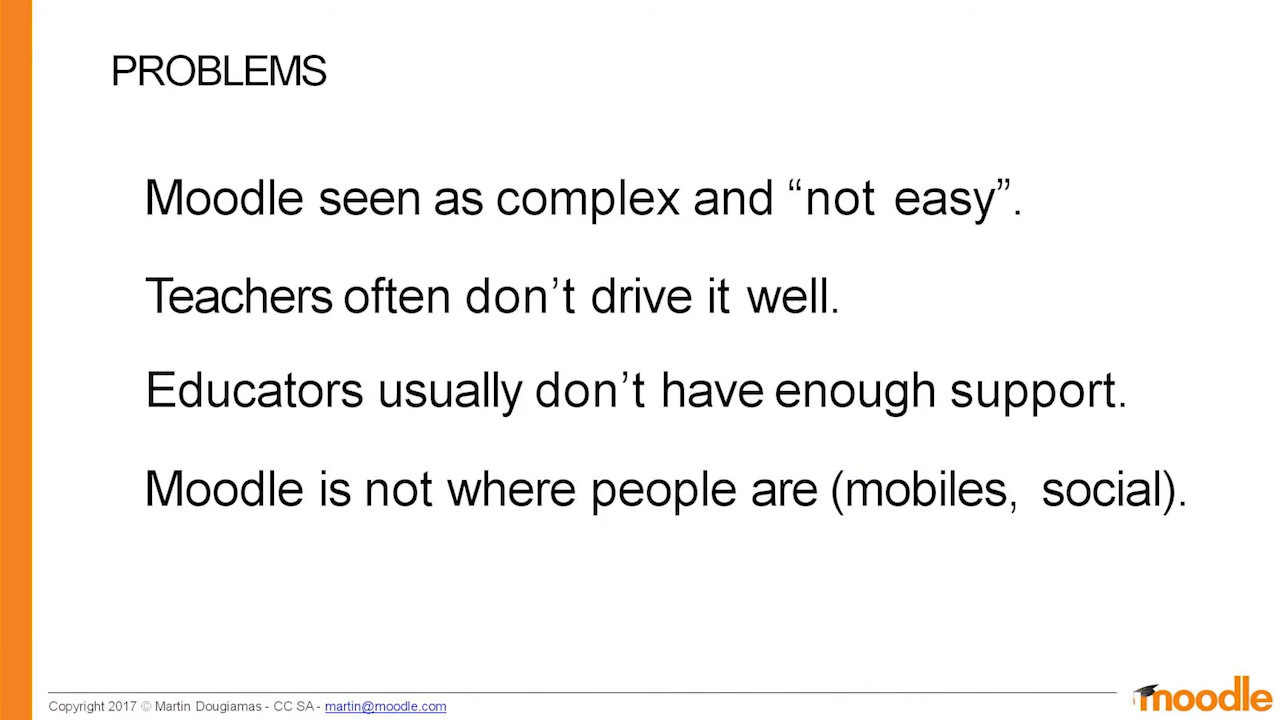 PROBLEMS
Moodle seen as complex and “not easy”.
Teachers often don’t drive it well.
Educators usually don’t have enough support.
Moodle is not where people are (mobiles, social).
Copyright 2017 © Martin Dougiamas - CC SA - martin@moodle.com
moodle